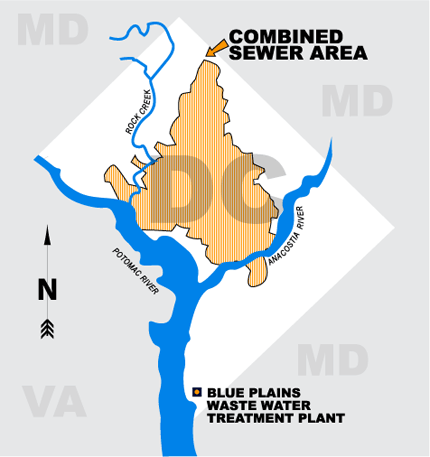 MD
COMBINED
SEWER AREA
MD
ROCK CREEK
DC
ANACOSTIA RIVER
POTOMAC RIVER
N
MD
VA
BLUE PLAINS
WASTE WATER
TREATMENT PLANT